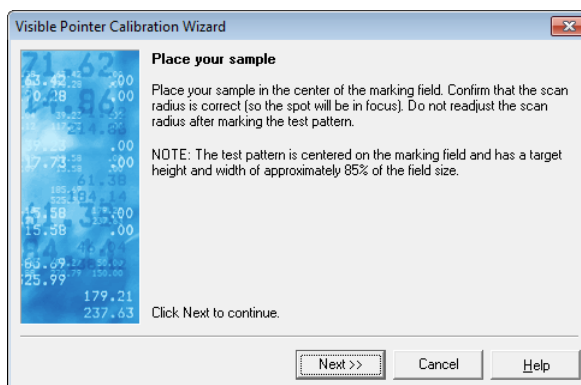 Visible Pointer Calibration Wizard
Place your sample
Place your sample in the center of the marking field. Confirm that the scan
radius is correct (so the spot will be in focus). Do not readjust the scan
radius after marking the test pattern.
NOTE: The test pattern is centered on the marking field and has a target
height and width of approximately 85% of the field size.
179.21
237.63
Click Next to continue.
Next >>
Cancel
Help